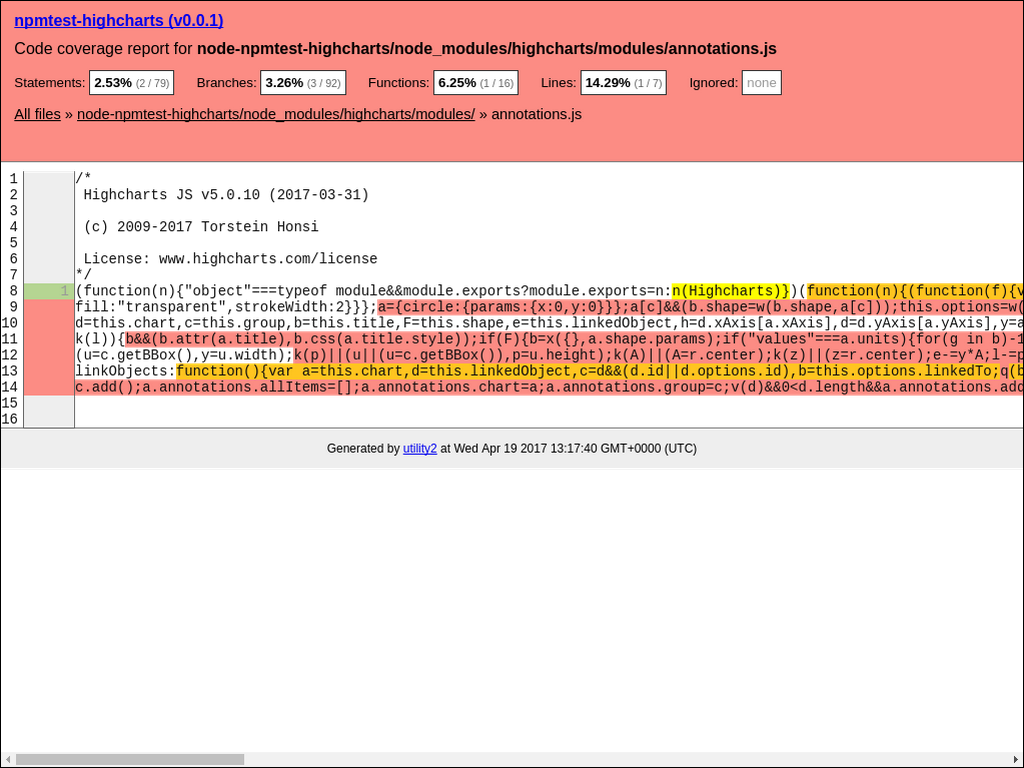 npmtest-highcharts (v0.0.1)
Code coverage report for node-npmtest-highcharts/node_modules/highcharts/modules/annotations.js
Statements: 2.53% (2 / 79) Branches: 3.26% (3 / 92) Functions: 6.25% (1 / 16) Lines: 14.29% (1 / 7) Ignored: none
All files » node-npmtest-highcharts/node_modules/highcharts/modules/ » annotations.js
1 /*
2 Highcharts JS v5.0.10 (2017-03-31)
3
4 (c) 2009-2017 Torstein Honsi
5
6 License: www.highcharts.com/license
7 */
8 1 (function(n){"object"===typeof module&&module.exports?module.exports=n:n(Highcharts)})(function(n){(function(f){v
9 fill:"transparent",strokeWidth:2}}};a={circle:{params:{x:0,y:0}}};a[c]&&(b.shape=w(b.shape,a[c]));this.options=w(
10 d=this.chart,c=this.group,b=this.title,F=this.shape,e=this.linkedObject,h=d.xAxis[a.xAxis],d=d.yAxis[a.yAxis],y=a
11 k(l)){b&&(b.attr(a.title),b.css(a.title.style));if(F){b=x({},a.shape.params);if("values"===a.units){for(g in b)-1
12 (u=c.getBBox(),y=u.width);k(p)||(u||(u=c.getBBox()),p=u.height);k(A)||(A=r.center);k(z)||(z=r.center);e-=y*A;l-=p
13 linkObjects:function(){var a=this.chart,d=this.linkedObject,c=d&&(d.id||d.options.id),b=this.options.linkedTo;q(b
14 c.add();a.annotations.allItems=[];a.annotations.chart=a;a.annotations.group=c;v(d)&&0<d.length&&a.annotations.add
15
16
Generated by utility2 at Wed Apr 19 2017 13:17:40 GMT+0000 (UTC)